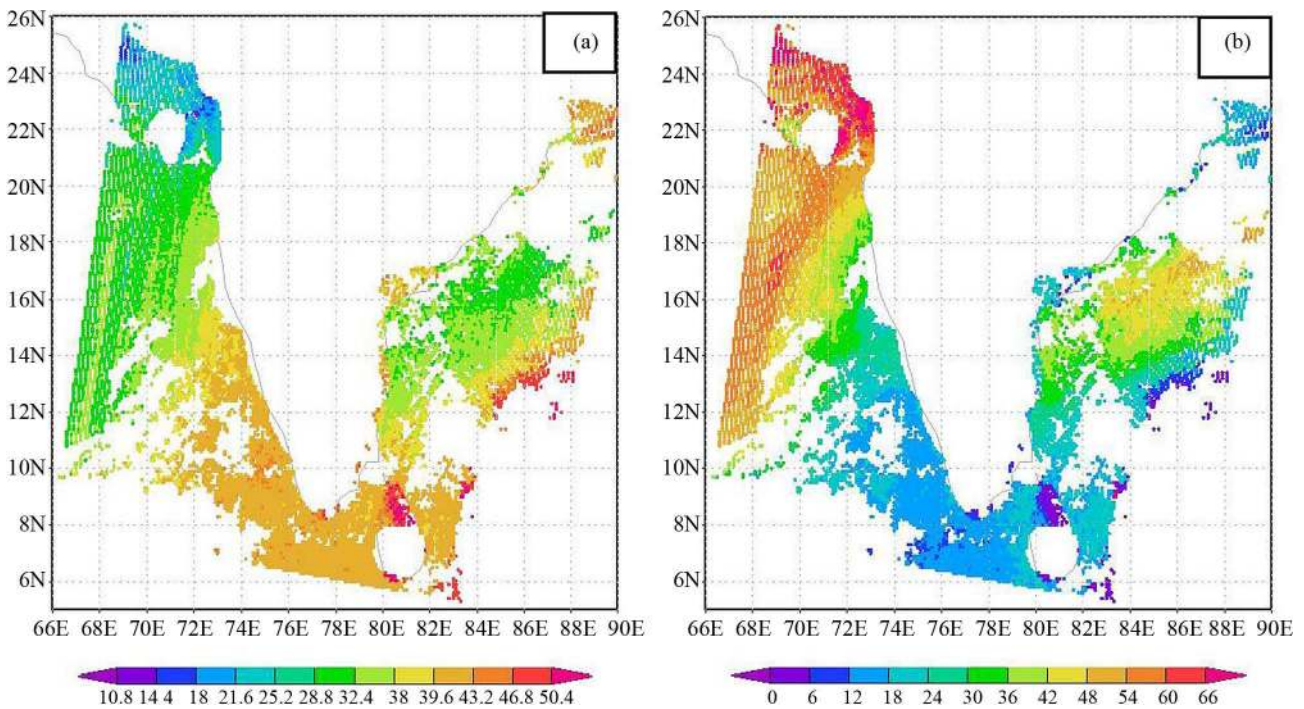 26N
24N
22N
20N
18N
16N
14N
12N
10N
8N
6N
66E 68E 70E 72E 74E 76E 78E 80E 82E 84E 86E 88E 90E
(a)
10.8 14 4 18 21.6 25.2 28.8 32.4 38 39.6 43.2 46.8 50.4
26N
24N
22N
20N
18N
16N
14N
12N
10N
8N
6N
66E 68E 70E 72E 74E 76E 78E 80E 82E 84E 86E 88E 90E
(b)
0 6 12 18 24 30 36 42 48 54 60 66